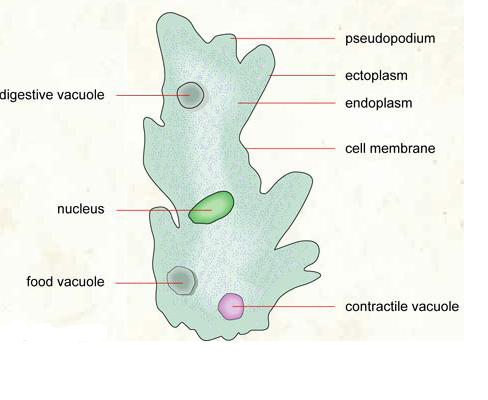 pseudopodium
ectoplasm
digestive vacuole
endoplasm
cell membrane
nucleus
food vacuole
contractile vacuole